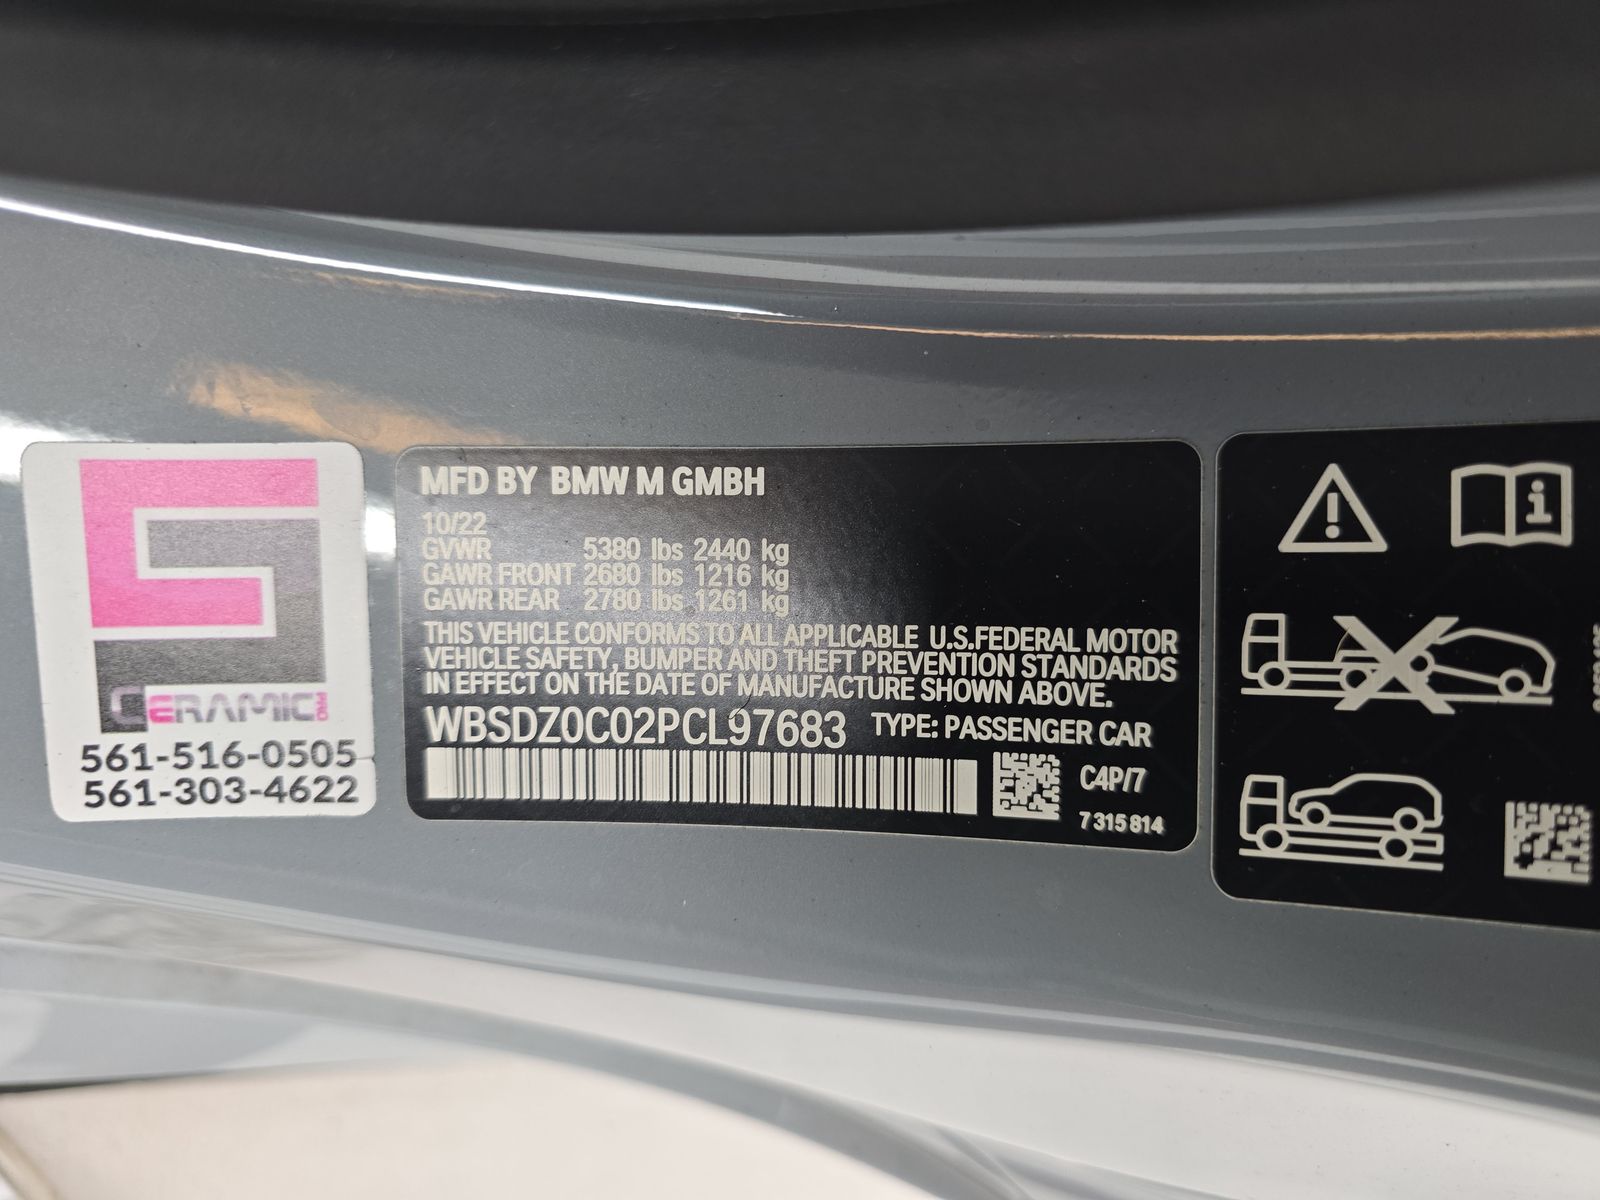 CERAMIC PRO
561-516-0505
561-303-4622
MFD BY BMW M GMBH
10/22
GVWR 5380 lbs 2440 kg
GAWR FRONT 2680 lbs 1216 kg
GAWR REAR 2780 lbs 1261 kg
THIS VEHICLE CONFORMS TO ALL APPLICABLE U.S.FEDERAL MOTOR
VEHICLE SAFETY, BUMPER AND THEFT PREVENTION STANDARDS
IN EFFECT ON THE DATE OF MANUFACTURE SHOWN ABOVE.
WBSDZ0C02PCL97683 TYPE: PASSENGER CAR
C4P/7
7 315 814